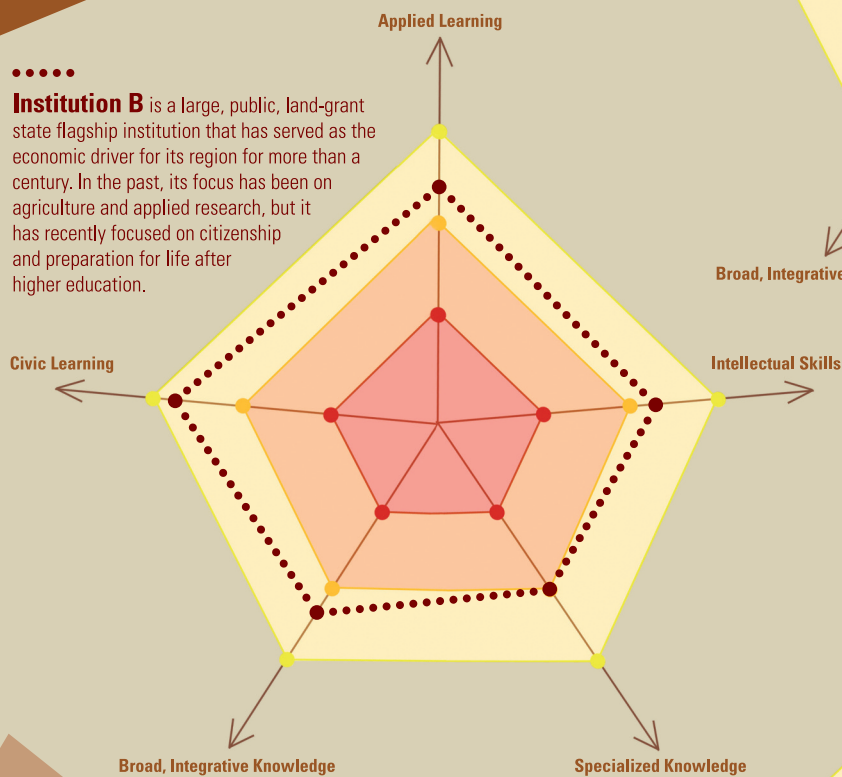 Applied Learning
Institution B is a large, public, land-grant
state flagship institution that has served as the
economic driver for its region for more than a
century. In the past, its focus has been on
agriculture and applied research, but it
has recently focused on citizenship
and preparation for life after
higher education.
Broad, Integrative
Civic Learning
Intellectual Skills
Broad, Integrative Knowledge
Specialized Knowledge